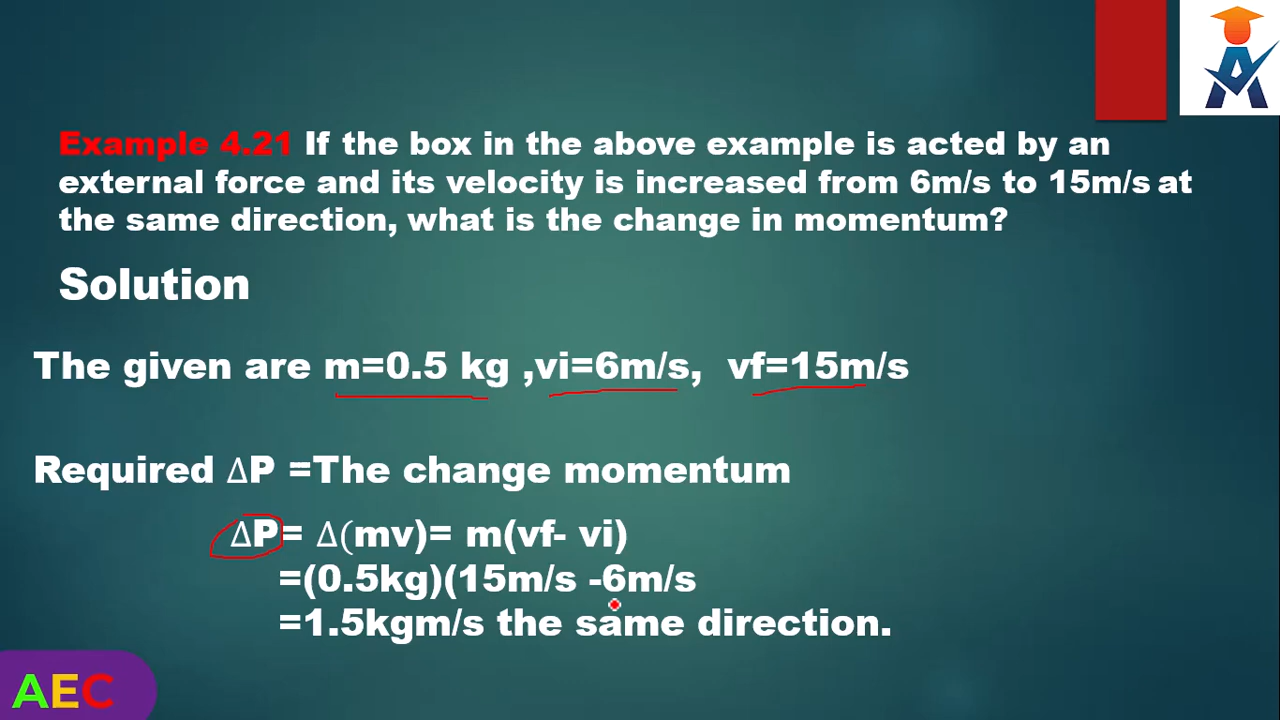 Example 4.21 If the box in the above example is acted by an
external force and its velocity is increased from 6m/s to 15m/s at
the same direction, what is the change in momentum?
Solution
The given are m=0.5 kg ,vi=6m/s, vf=15m/s
Required ∆P =The change momentum
∆P= ∆(mv)= m(vf- vi)
=(0.5kg)(15m/s -6m/s
=1.5kgm/s the same direction.
AEC